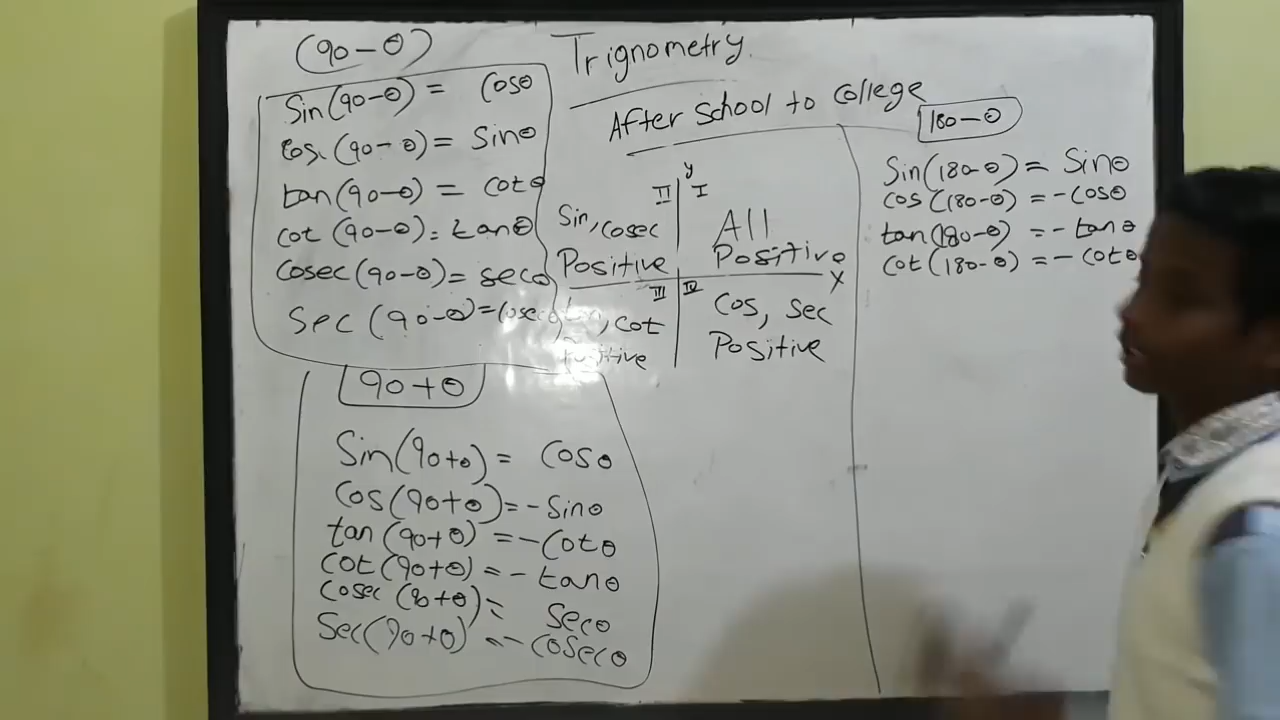 (90-θ)
Sin(90-θ) = Cosθ
Cos(90-θ) = Sinθ
tan(90-θ) = cotθ
cot(90-θ) = tanθ
Cosec(90-θ) = secθ
Sec(90-θ) = Cosecθ
90+θ
Sin(90+θ) = Cosθ
Cos(90+θ) = -Sinθ
tan(90+θ) = -Cotθ
Cot(90+θ) = -tanθ
Cosec(90+θ) = Secθ
Sec(90+θ) = -Cosecθ
Trignometry
After School to College
y
II
I
Sin, Cosec
Positive
All
Positive
X
III
IV
, Cot
Positive
Cos, Sec
Positive
180-θ
Sin(180-θ) = Sinθ
Cos(180-θ) = -Cosθ
tan(180-θ) = -tanθ
Cot(180-θ) = -Cotθ